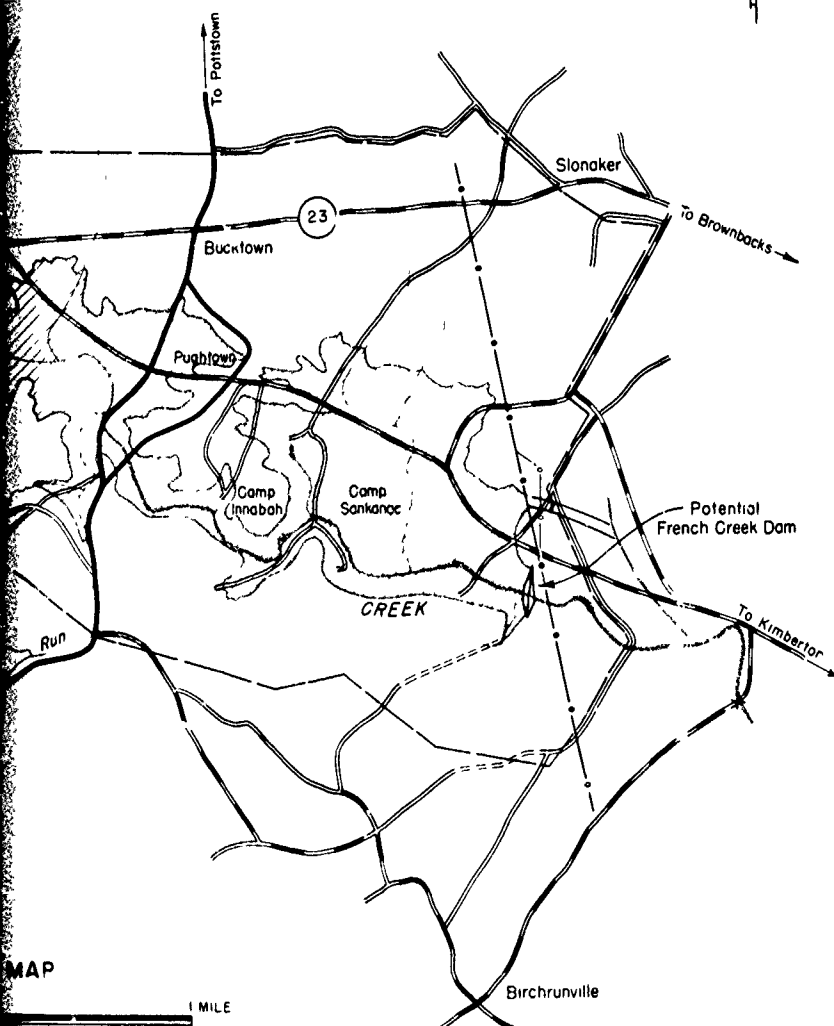 To Pottstown
Slonaker
23
To Brownbacks
Bucktown
Pughtown
Camp
Innabah
Camp
Sankanac
Potential
French Creek Dam
CREEK
To Kimberton
Run
MAP
1 MILE
Birchrunville